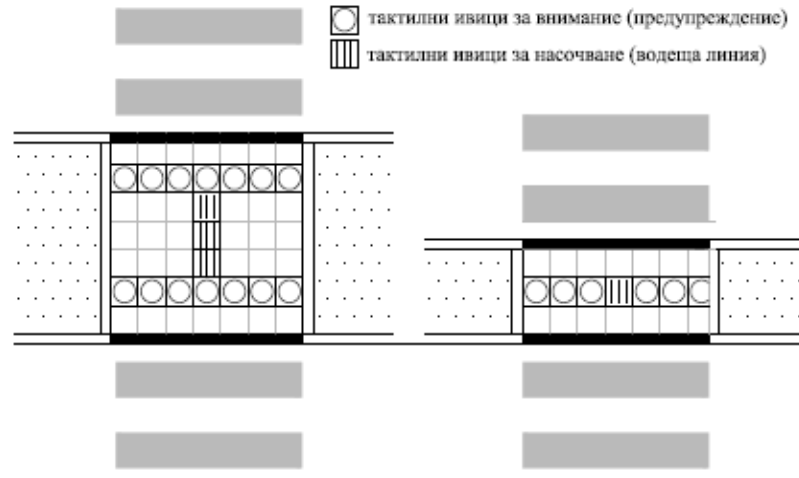 тактилни ивици за внимание (предупреждение)
тактилни ивици за насочване (водеща линия)